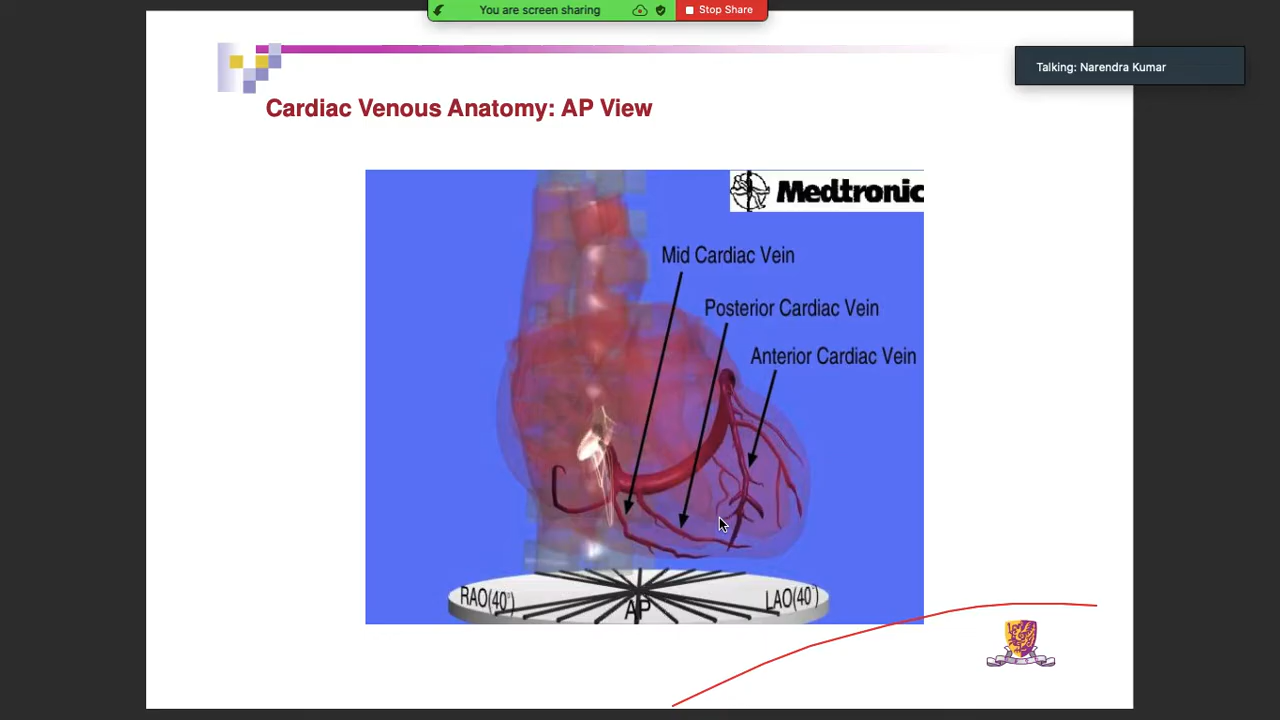 You are screen sharing
Stop Share
Talking: Narendra Kumar
Cardiac Venous Anatomy: AP View
Medtronic
Mid Cardiac Vein
Posterior Cardiac Vein
Anterior Cardiac Vein
RAO(40°)
AP
LAO(40°)